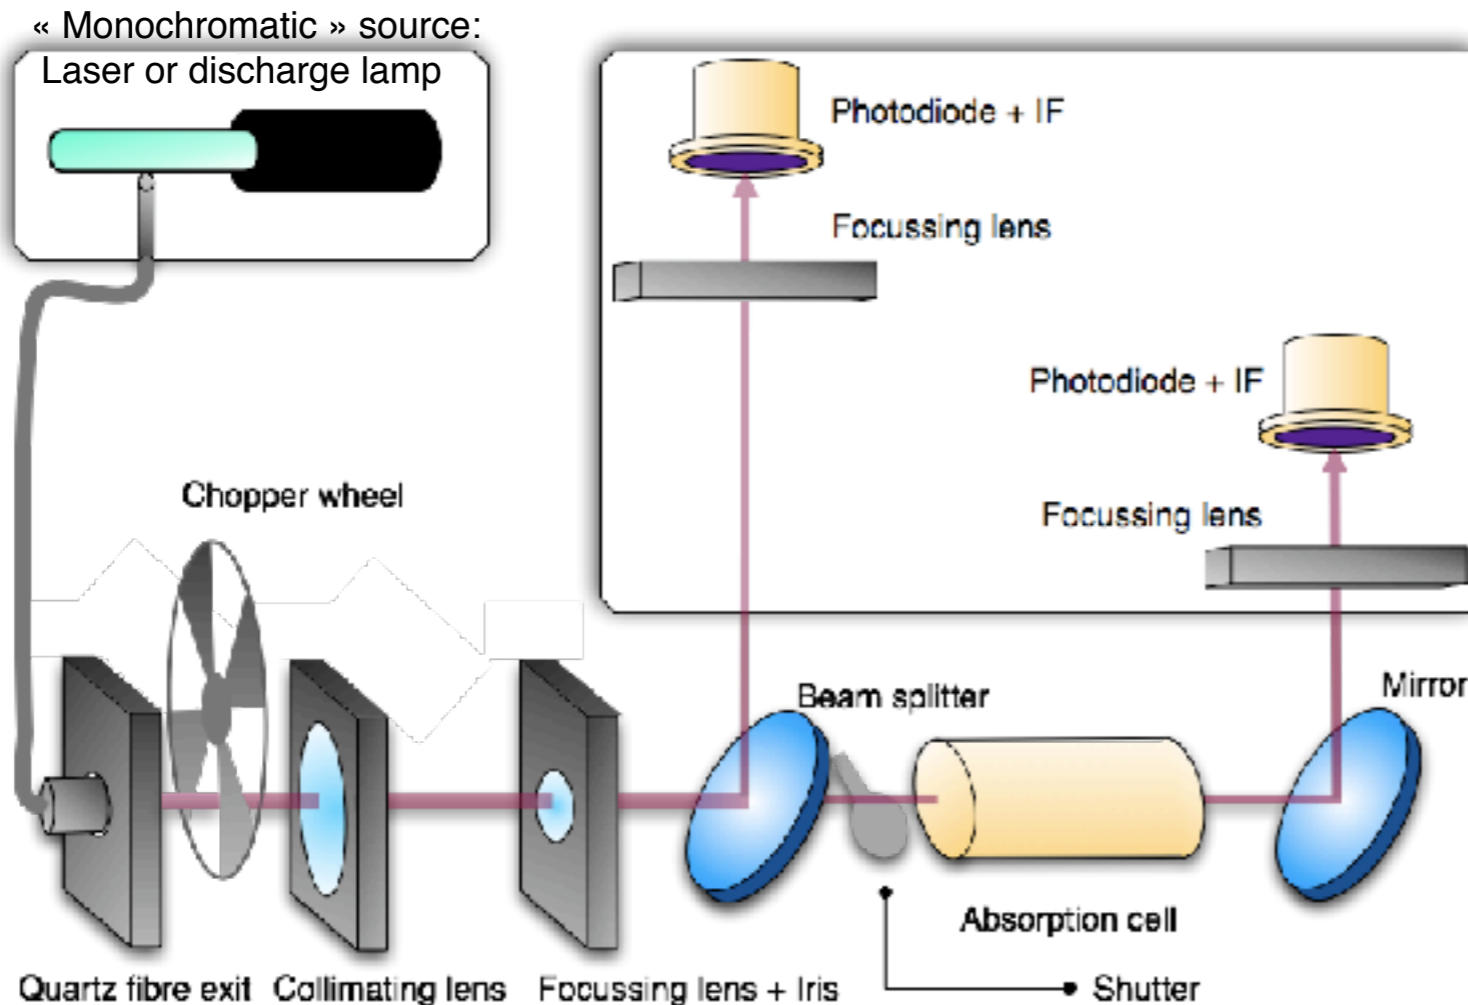 « Monochromatic » source:
Laser or discharge lamp
Photodiode + IF
Focussing lens
Photodiode + IF
Focussing lens
Chopper wheel
Beam splitter
Mirror
Absorption cell
Quartz fibre exit
Collimating lens
Focussing lens + Iris
Shutter